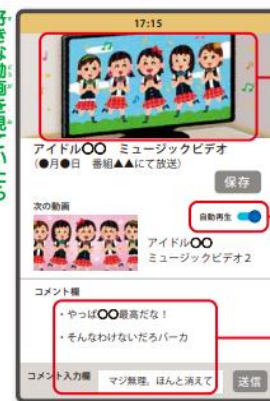 好きな動画を見ていたら
17:15
アイドル〇〇 ミュージックビデオ
(●月●日 番組▲▲にて放送)
保存
次の動画
自動再生
アイドル〇〇
ミュージックビデオ2
コメント欄
・やっぱ〇〇最高だな！
・そんなわけないだろバーカ
コメント入力欄
マジ無理。ほんと消えて
送信